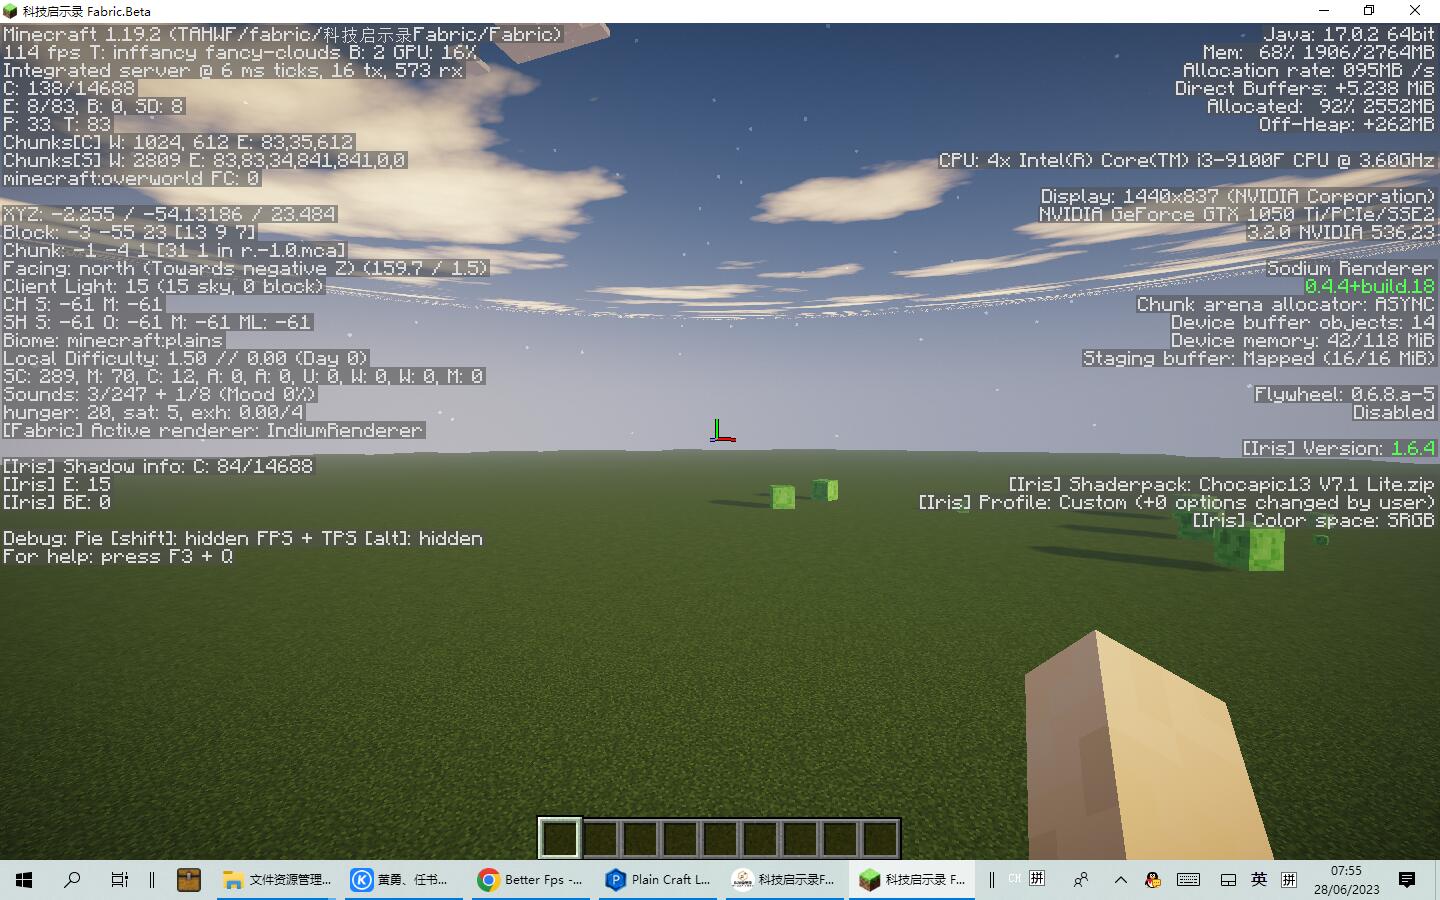 科技启示录 Fabric.Beta
Minecraft 1.19.2 (TAHWF/fabric/科技启示录Fabric/Fabric)
114 fps T: inffancy fancy-clouds B: 2 GPU: 16%
Integrated server @ 6 ms ticks, 16 tx, 573 rx
C: 138/14688
E: 8/83, B: 0, SD: 8
P: 33. T: 83
Chunks[C] W: 1024, 612 E: 83,35,612
Chunks[S] W: 2809 E: 83,83,34,841,841,0,0
minecraft:overworld FC: 0
XYZ: -2.255 / -54.13186 / 23.484
Block: -3 -55 23 [13 9 7]
Chunk: -1 -4 1 [31 1 in r.-1.0.mca]
Facing: north (Towards negative Z) (159.7 / 1.5)
Client Light: 15 (15 sky, 0 block)
CH S: -61 M: -61
SH S: -61 O: -61 M: -61 ML: -61
Biome: minecraft:plains
Local Difficulty: 1.50 // 0.00 (Day 0)
SC: 289, M: 70, C: 12, A: 0, A: 0, U: 0, W: 0, W: 0, M: 0
Sounds: 3/247 + 1/8 (Mood 0%)
hunger: 20, sat: 5, exh: 0.00/4
[Fabric] Active renderer: IndiumRenderer
[Iris] Shadow info: C: 84/14688
[Iris] E: 15
[Iris] BE: 0
Debug: Pie [shift]: hidden FPS + TPS [alt]: hidden
For help: press F3 + Q
Java: 17.0.2 64bit
Mem: 68% 1906/2764MB
Allocation rate: 095MB /s
Direct Buffers: +5.238 MiB
Allocated: 92% 2552MB
Off-Heap: +262MB
CPU: 4x Intel(R) Core(TM) i3-9100F CPU @ 3.60GHz
Display: 1440x837 (NVIDIA Corporation)
NVIDIA GeForce GTX 1050 Ti/PCIe/SSE2
3.2.0 NVIDIA 536.23
Sodium Renderer
0.4.4+build.18
Chunk arena allocator: ASYNC
Device buffer objects: 14
Device memory: 42/118 MiB
Staging buffer: Mapped (16/16 MiB)
Flywheel: 0.6.8.a-5
Disabled
[Iris] Version: 1.6.4
[Iris] Shaderpack: Chocapic13 V7.1 Lite.zip
[Iris] Profile: Custom (+0 options changed by user)
[Iris] Color space: SRGB
文件资源管理...
黄勇、任书...
Better Fps -...
Plain Craft L...
科技启示录F...
科技启示录 F...
CH 拼
英
拼
07:55
28/06/2023